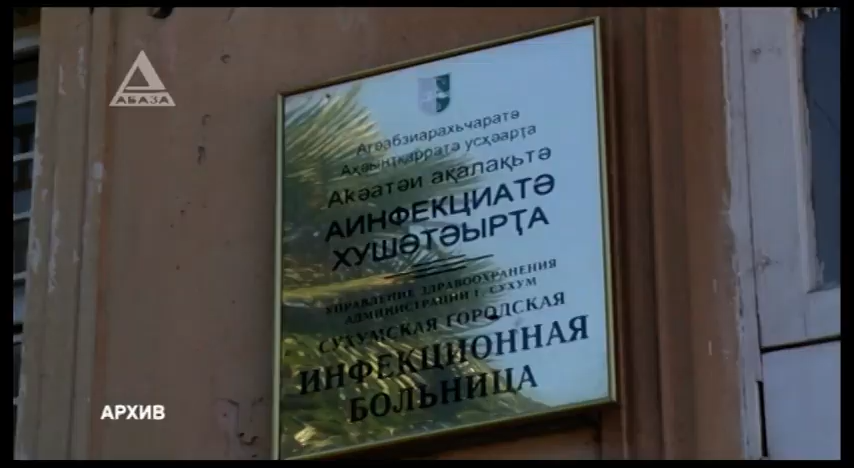 АБАЗА
Агәабзиарахьчаратә
Аҳәынҭқарратә усҳәарҭа
Аҟәатәи ақалақьтә
АИНФЕКЦИАТӘ
ХУШӘТӘЫРҬА
УПРАВЛЕНИЕ ЗДРАВООХРАНЕНИЯ
АДМИНИСТРАЦИИ Г. СУХУМ
СУХУМСКАЯ ГОРОДСКАЯ
ИНФЕКЦИОННАЯ
БОЛЬНИЦА
АРХИВ